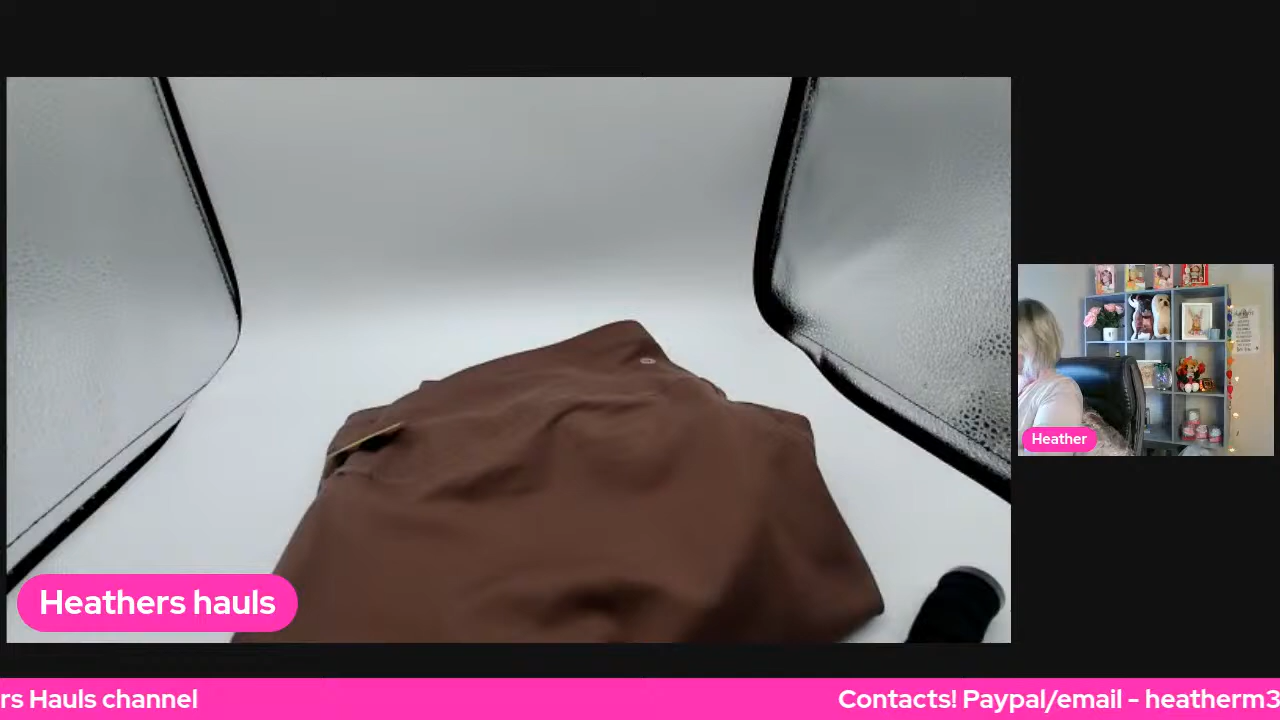 Heather
Heathers hauls
rs Hauls channel
Contacts! Paypal/email - heatherm3